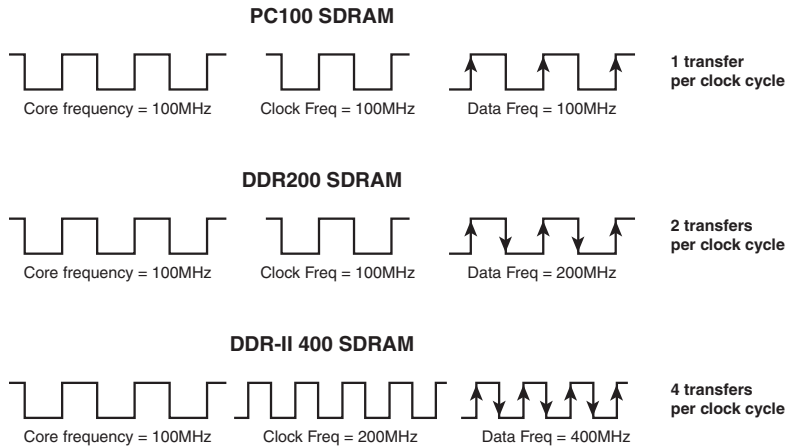 PC100 SDRAM
1 transfer
per clock cycle
Core frequency = 100MHz
Clock Freq = 100MHz
Data Freq = 100MHz
DDR200 SDRAM
2 transfers
per clock cycle
Core frequency = 100MHz
Clock Freq = 100MHz
Data Freq = 200MHz
DDR-II 400 SDRAM
4 transfers
per clock cycle
Core frequency = 100MHz
Clock Freq = 200MHz
Data Freq = 400MHz